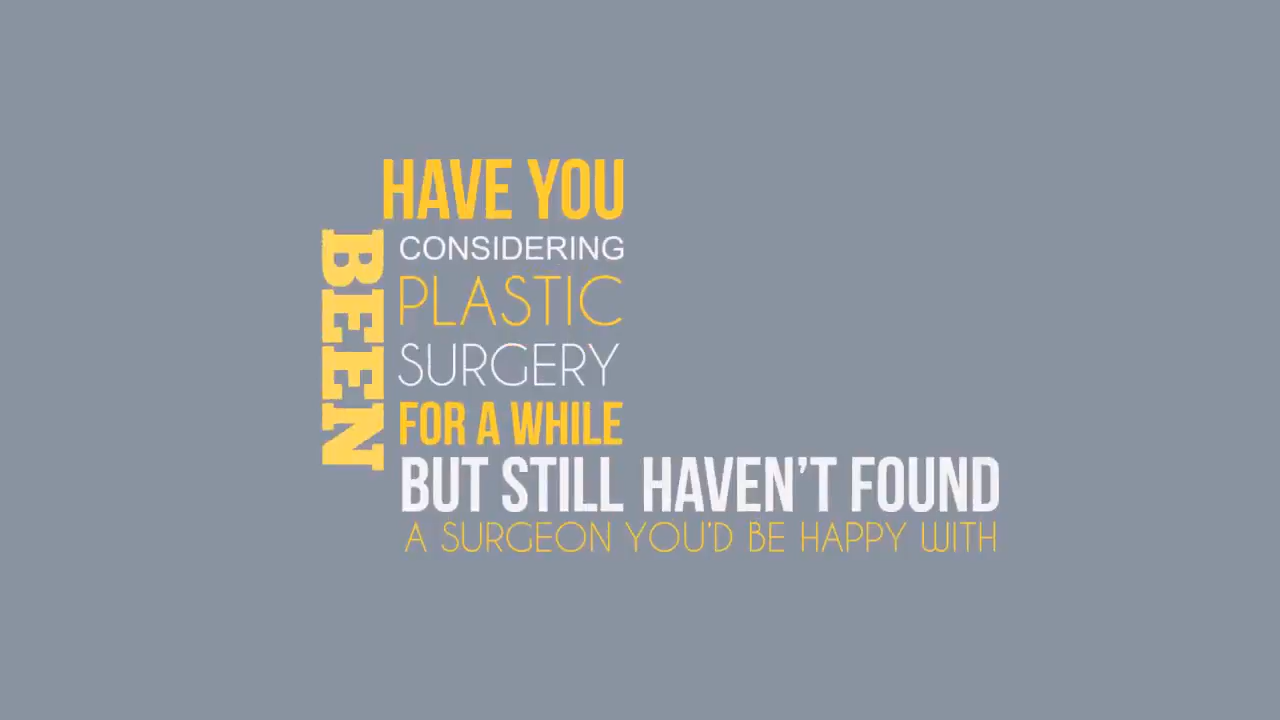 HAVE YOU
BEEN
CONSIDERING
PLASTIC
SURGERY
FOR A WHILE
BUT STILL HAVEN'T FOUND
A SURGEON YOU'D BE HAPPY WITH